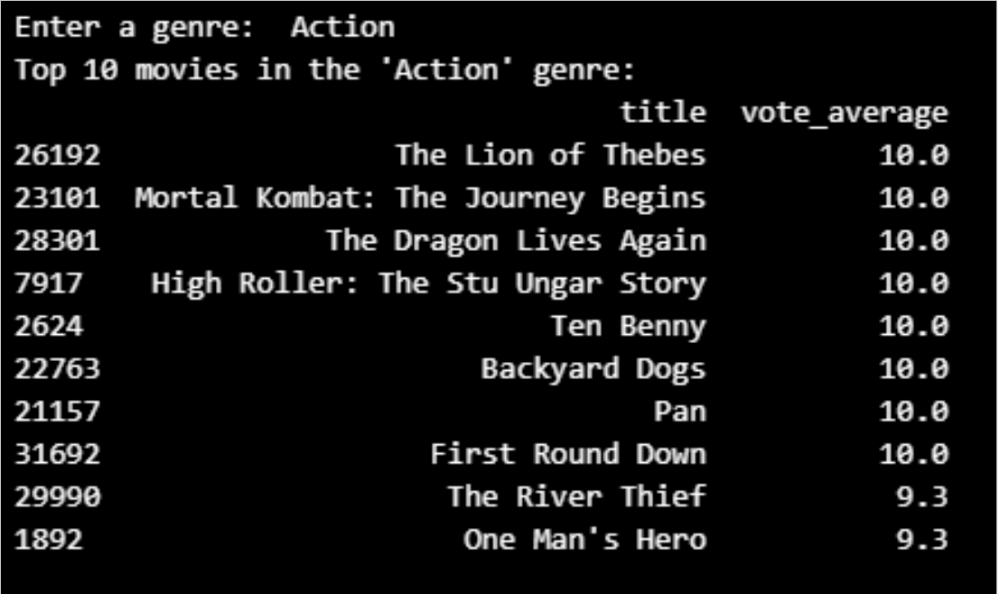 Enter a genre:  Action
Top 10 movies in the 'Action' genre:
                                   title  vote_average
26192                 The Lion of Thebes          10.0
23101  Mortal Kombat: The Journey Begins          10.0
28301             The Dragon Lives Again          10.0
7917    High Roller: The Stu Ungar Story          10.0
2624                           Ten Benny          10.0
22763                      Backyard Dogs          10.0
21157                                Pan          10.0
31692                   First Round Down          10.0
29990                    The River Thief           9.3
1892                      One Man's Hero           9.3